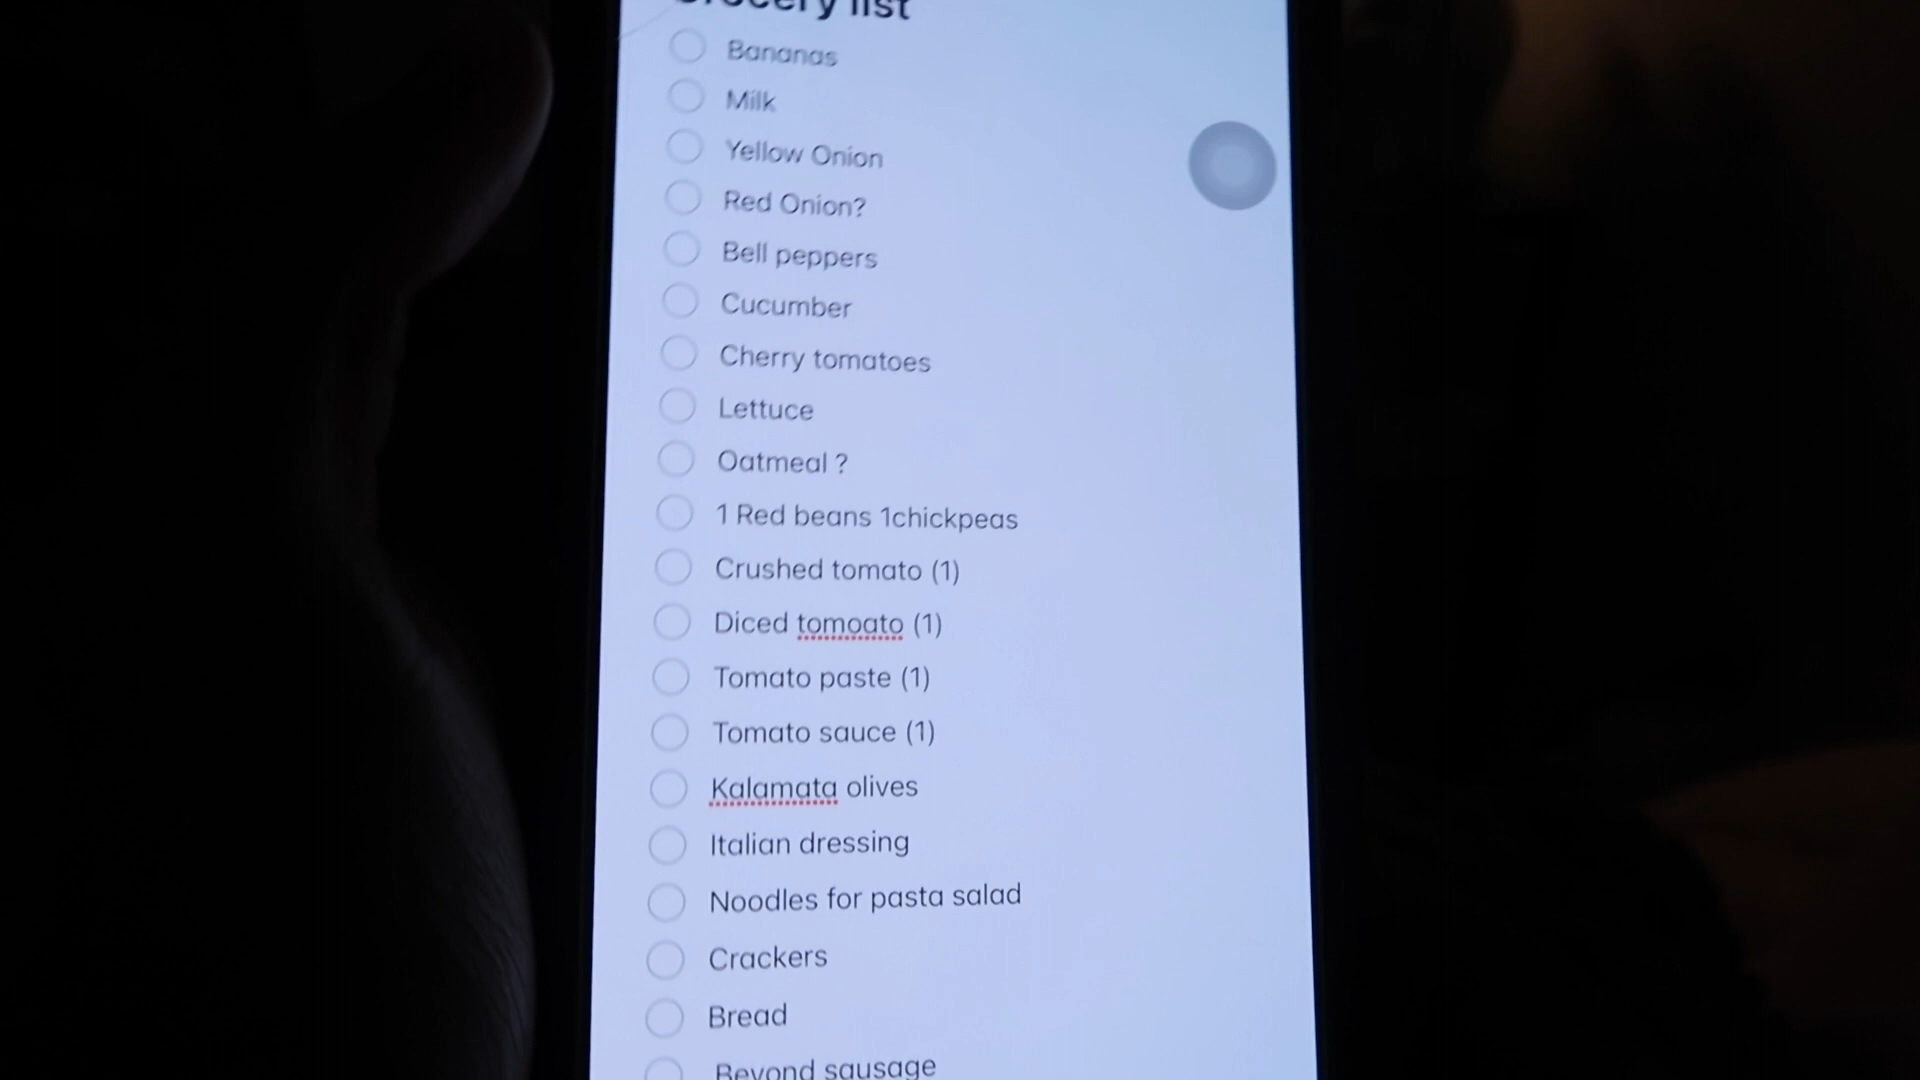 Grocery list
Bananas
Milk
Yellow Onion
Red Onion?
Bell peppers
Cucumber
Cherry tomatoes
Lettuce
Oatmeal ?
1 Red beans 1chickpeas
Crushed tomato (1)
Diced tomoato (1)
Tomato paste (1)
Tomato sauce (1)
Kalamata olives
Italian dressing
Noodles for pasta salad
Crackers
Bread
Beyond sausage